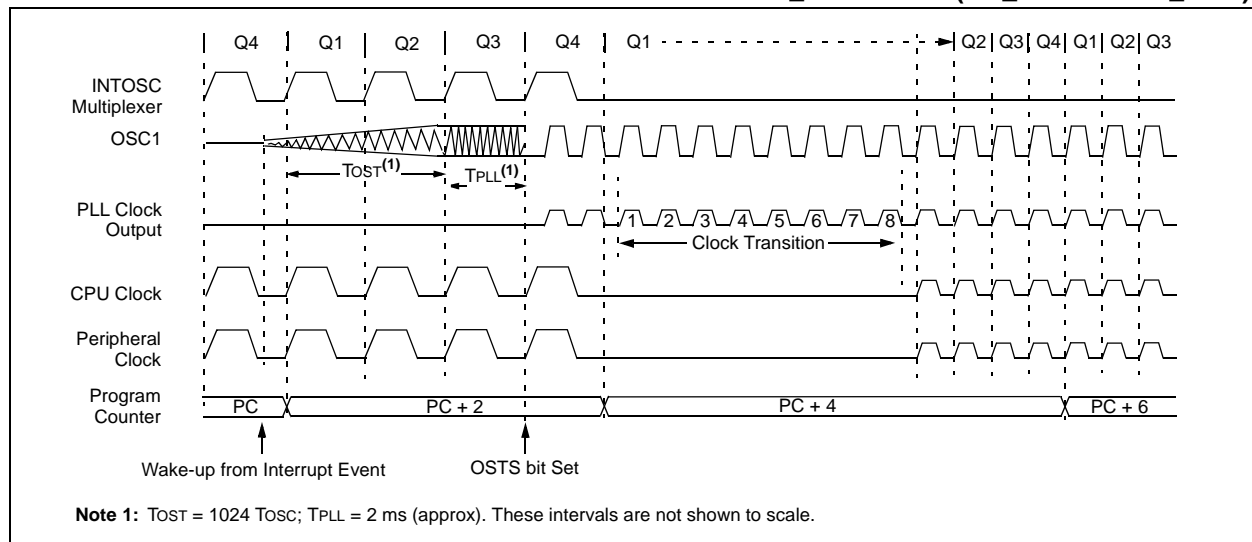 Q4 Q1 Q2 Q3 Q4 Q1 Q2 Q3 Q4 Q1 Q2 Q3
INTOSC
Multiplexer
OSC1
TOST(1)
TPLL(1)
PLL Clock
Output
1 2 3 4 5 6 7 8
Clock Transition
CPU Clock
Peripheral
Clock
Program
Counter
PC PC + 2 PC + 4 PC + 6
Wake-up from Interrupt Event
OSTS bit Set
Note 1: TOST = 1024 TOSC; TPLL = 2 ms (approx). These intervals are not shown to scale.